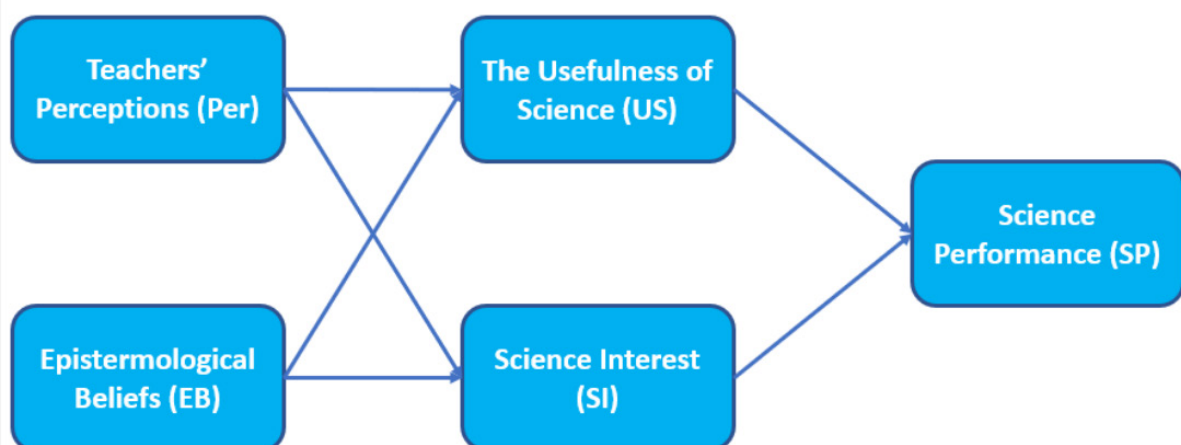 Teachers’
Perceptions (Per)
The Usefulness of
Science (US)
Science
Performance (SP)
Epistermological
Beliefs (EB)
Science Interest
(SI)